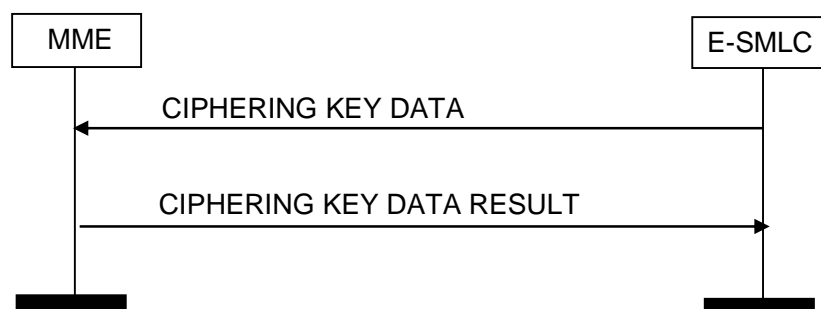 MME
E-SMLC
CIPHERING KEY DATA
CIPHERING KEY DATA RESULT